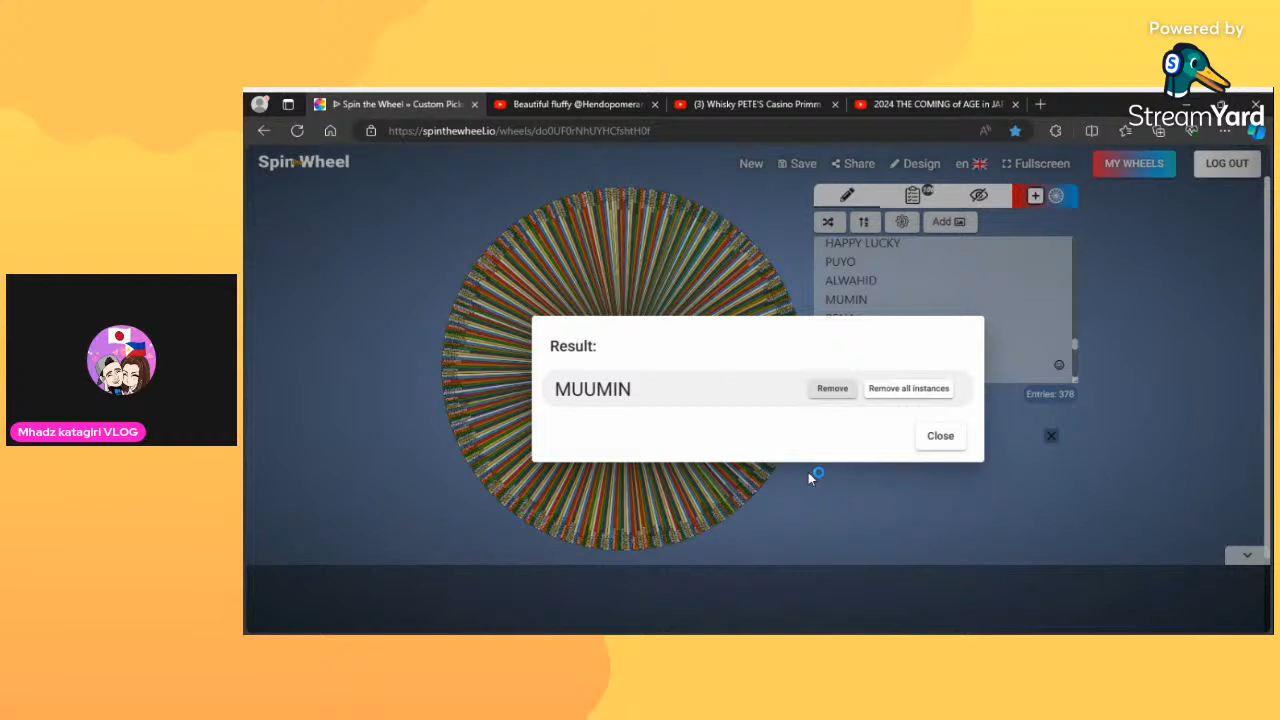 Powered by
StreamYard
Spin the Wheel » Custom Pick
Beautiful fluffy @Hendopomerar
(3) Whisky PETE'S Casino Primm
2024 THE COMING of AGE in JA
https://spinthewheel.io/wheels/do0UF0rNhUYHCfshtH0f
Spin Wheel
New
Save
Share
Design
en
Fullscreen
MY WHEELS
LOG OUT
Add
HAPPY LUCKY
PUYO
ALWAHID
MUMIN
Result:
MUUMIN
Remove
Remove all instances
Close
Entries: 378
Mhadz katagiri VLOG